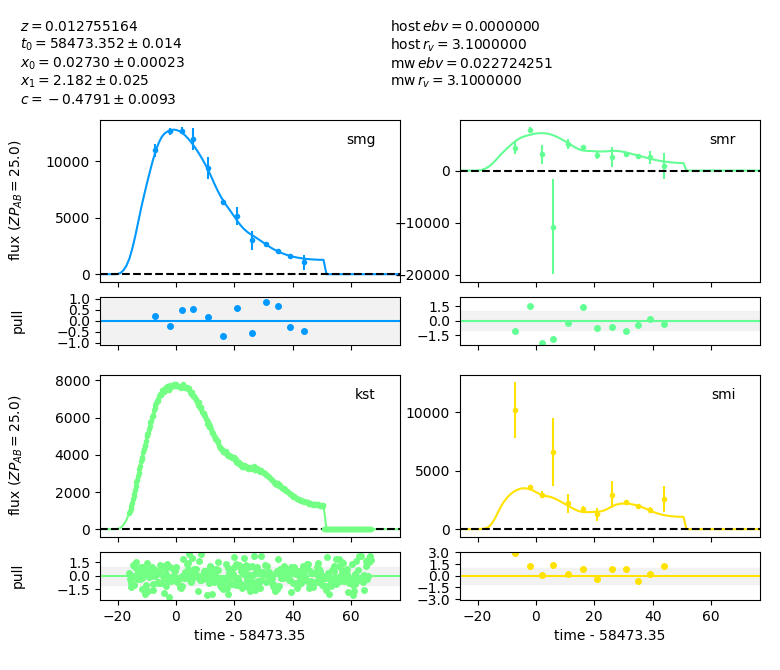 z = 0.012755164
t₀ = 58473.352 ± 0.014
x₀ = 0.02730 ± 0.00023
x₁ = 2.182 ± 0.025
c = −0.4791 ± 0.0093
host ebv = 0.0000000
host r_v = 3.1000000
mw ebv = 0.022724251
mw r_v = 3.1000000
flux (ZP_AB = 25.0)
smg
10000
5000
0
smr
0
−10000
−20000
pull
1.0
0.5
0.0
−0.5
−1.0
1.5
0.0
−1.5
flux (ZP_AB = 25.0)
kst
8000
6000
4000
2000
0
smi
10000
5000
0
pull
1.5
0.0
−1.5
3.0
1.5
0.0
−1.5
−3.0
−20 0 20 40 60
−20 0 20 40 60
time - 58473.35
time - 58473.35